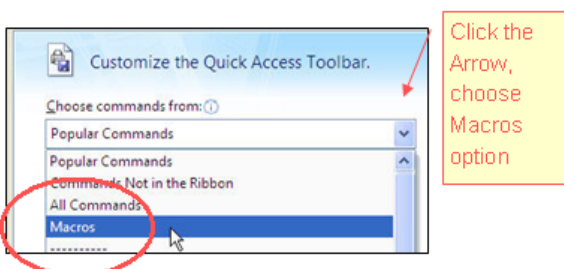 Customize the Quick Access Toolbar.
Choose commands from:
Popular Commands
Popular Commands
Commands Not in the Ribbon
All Commands
Macros
----------
Click the
Arrow,
choose
Macros
option